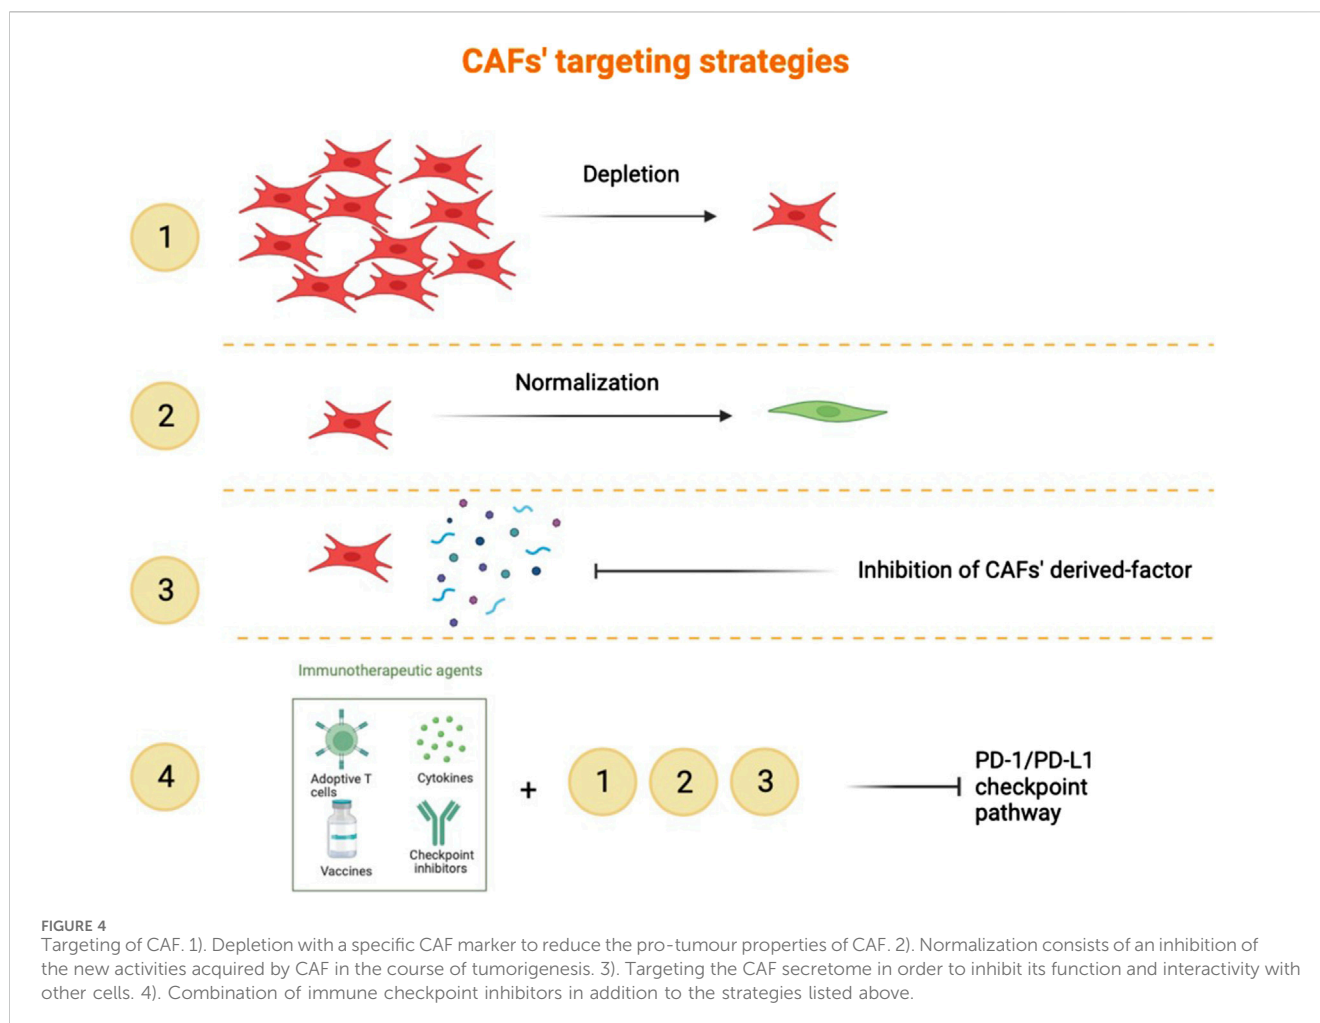 CAFs' targeting strategies
Depletion
1
Normalization
2
3
Inhibition of CAFs' derived-factor
Immunotherapeutic agents
4
Adoptive T
cells
Cytokines
Vaccines
Checkpoint
inhibitors
+
1 2 3
PD-1/PD-L1
checkpoint
pathway
FIGURE 4
Targeting of CAF. 1). Depletion with a specific CAF marker to reduce the pro-tumour properties of CAF. 2). Normalization consists of an inhibition of
the new activities acquired by CAF in the course of tumorigenesis. 3). Targeting the CAF secretome in order to inhibit its function and interactivity with
other cells. 4). Combination of immune checkpoint inhibitors in addition to the strategies listed above.